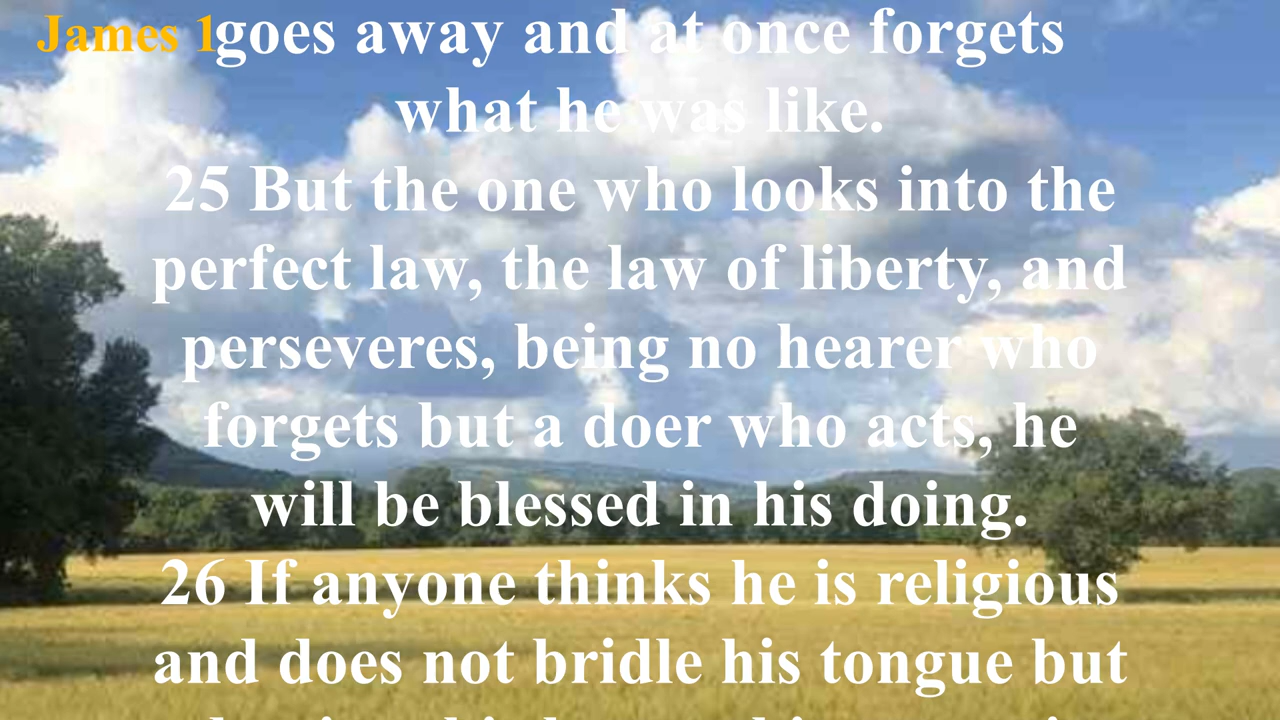 James 1
goes away and at once forgets
what he was like.
25 But the one who looks into the
perfect law, the law of liberty, and
perseveres, being no hearer who
forgets but a doer who acts, he
will be blessed in his doing.
26 If anyone thinks he is religious
and does not bridle his tongue but